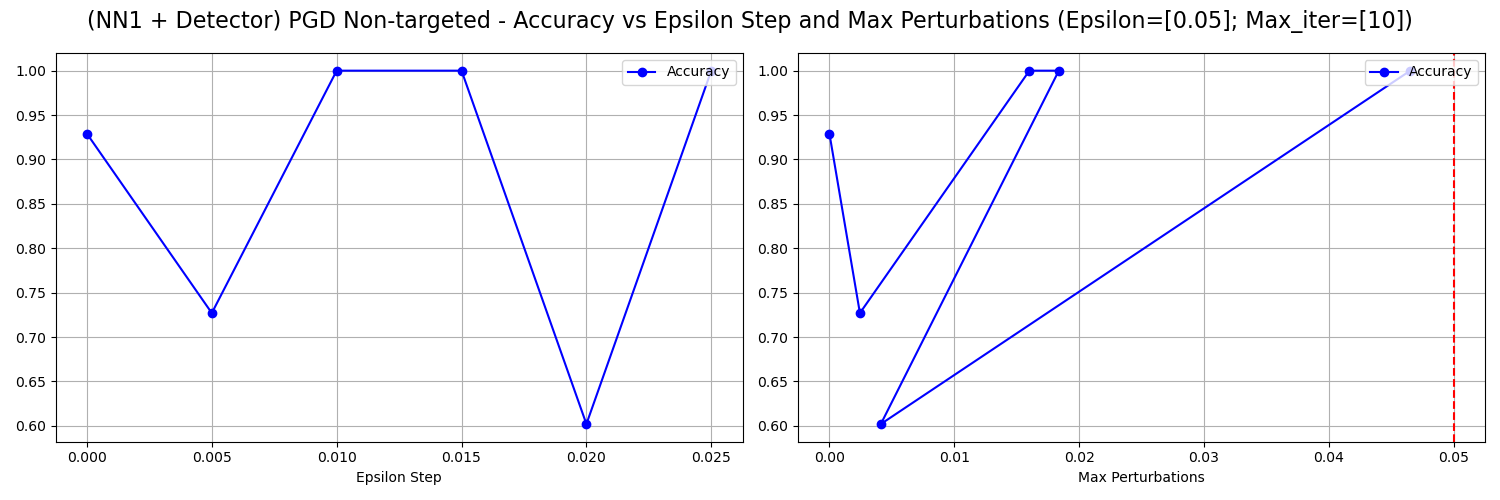 (NN1 + Detector) PGD Non-targeted - Accuracy vs Epsilon Step and Max Perturbations (Epsilon=[0.05]; Max_iter=[10])
1.00
0.95
0.90
0.85
0.80
0.75
0.70
0.65
0.60
0.000 0.005 0.010 0.015 0.020 0.025
Epsilon Step
Accuracy
1.00
0.95
0.90
0.85
0.80
0.75
0.70
0.65
0.60
0.00 0.01 0.02 0.03 0.04 0.05
Max Perturbations
Accuracy